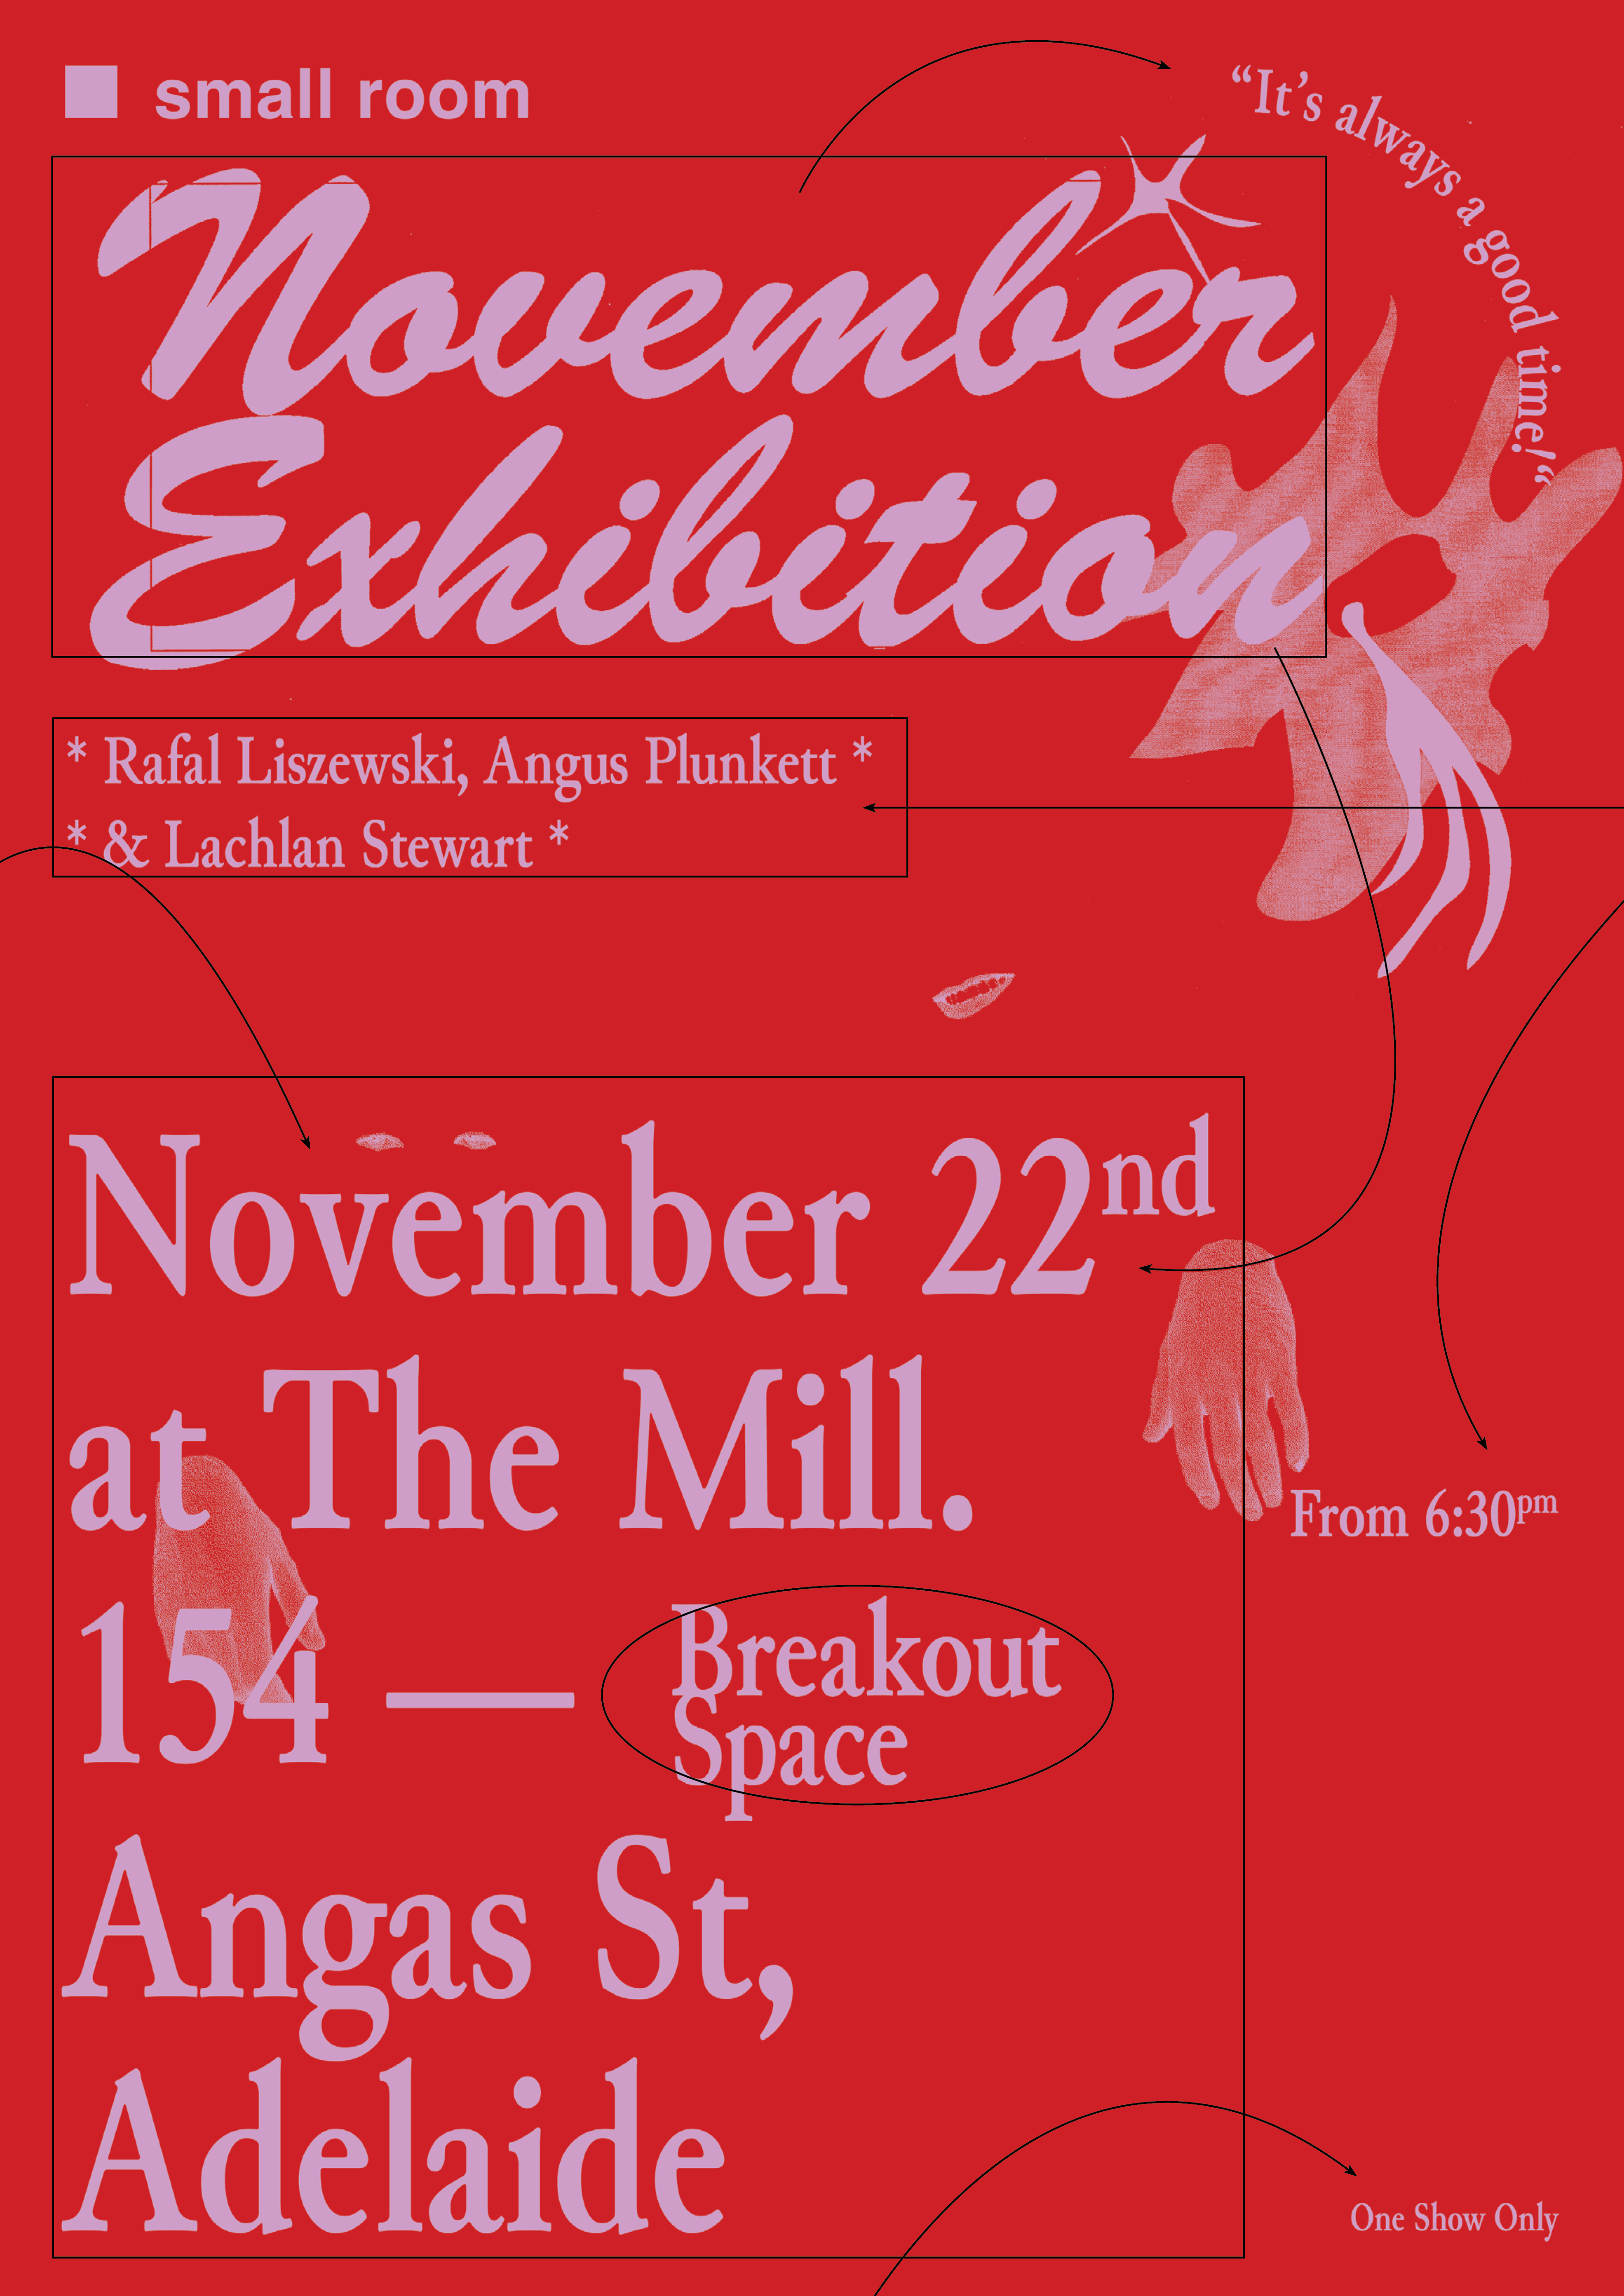 small room
“It’s always a good time!“
November
Exhibition
* Rafal Liszewski, Angus Plunkett *
* & Lachlan Stewart *
November 22nd
at The Mill.
From 6:30pm
154 — Breakout
Space
Angas St,
Adelaide
One Show Only